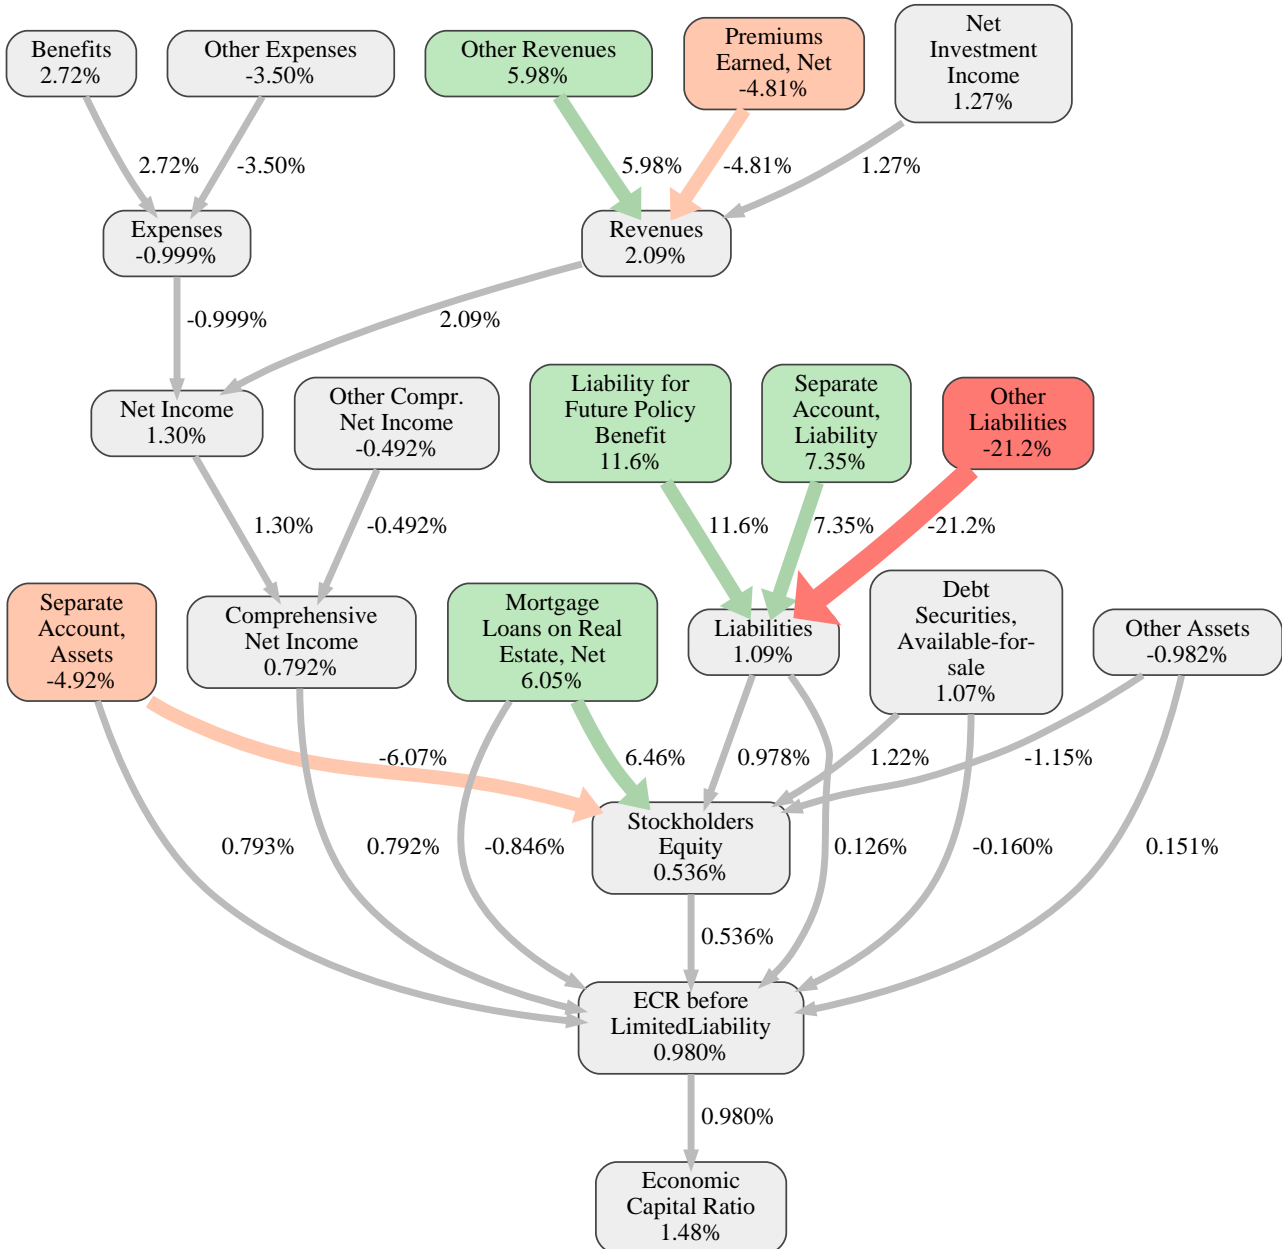 Benefits
2.72%
Other Expenses
-3.50%
Other Revenues
5.98%
Premiums
Earned, Net
-4.81%
Net
Investment
Income
1.27%
2.72%
-3.50%
5.98%
-4.81%
1.27%
Expenses
-0.999%
Revenues
2.09%
-0.999%
2.09%
Net Income
1.30%
Other Compr.
Net Income
-0.492%
Liability for
Future Policy
Benefit
11.6%
Separate
Account,
Liability
7.35%
Other
Liabilities
-21.2%
1.30%
-0.492%
11.6%
7.35%
-21.2%
Separate
Account,
Assets
-4.92%
Comprehensive
Net Income
0.792%
Mortgage
Loans on Real
Estate, Net
6.05%
Liabilities
1.09%
Debt
Securities,
Available-for-
sale
1.07%
Other Assets
-0.982%
-6.07%
6.46%
0.978%
1.22%
-1.15%
Stockholders
Equity
0.536%
0.793%
0.792%
-0.846%
0.126%
-0.160%
0.151%
0.536%
ECR before
LimitedLiability
0.980%
0.980%
Economic
Capital Ratio
1.48%